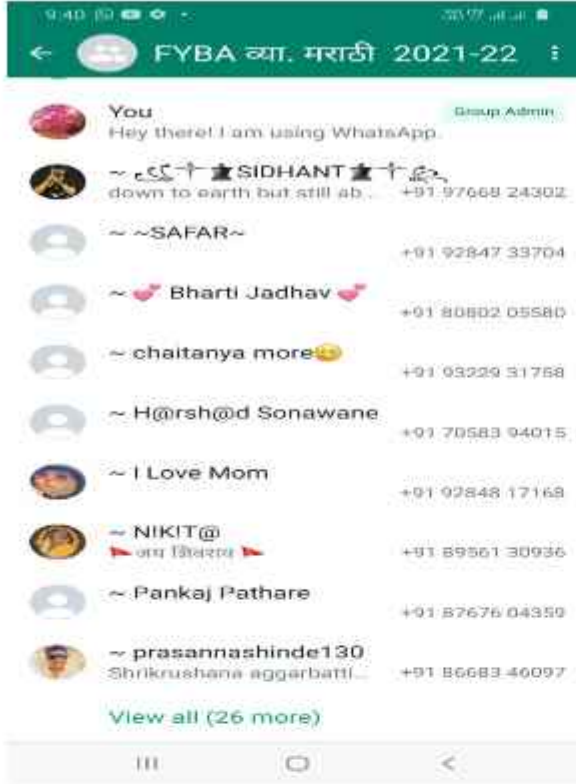 9:40
FYBA व्या. मराठी 2021-22
You
Group Admin
Hey there! I am using WhatsApp.
~ SIDHANT
down to earth but still ab... +91 97668 24302
~ ~SAFAR~
+91 92847 33704
~ 💕 Bharti Jadhav 💕
+91 80802 05580
~ chaitanya more😊
+91 93229 31758
~ H@rsh@d Sonawane
+91 70583 94015
~ I Love Mom
+91 92848 17168
~ NIK!T@
🚩 जय शिवराय 🚩 +91 89561 30936
~ Pankaj Pathare
+91 87676 04359
~ prasannashinde130
Shrikrushana aggarbatti... +91 86683 46097
View all (26 more)